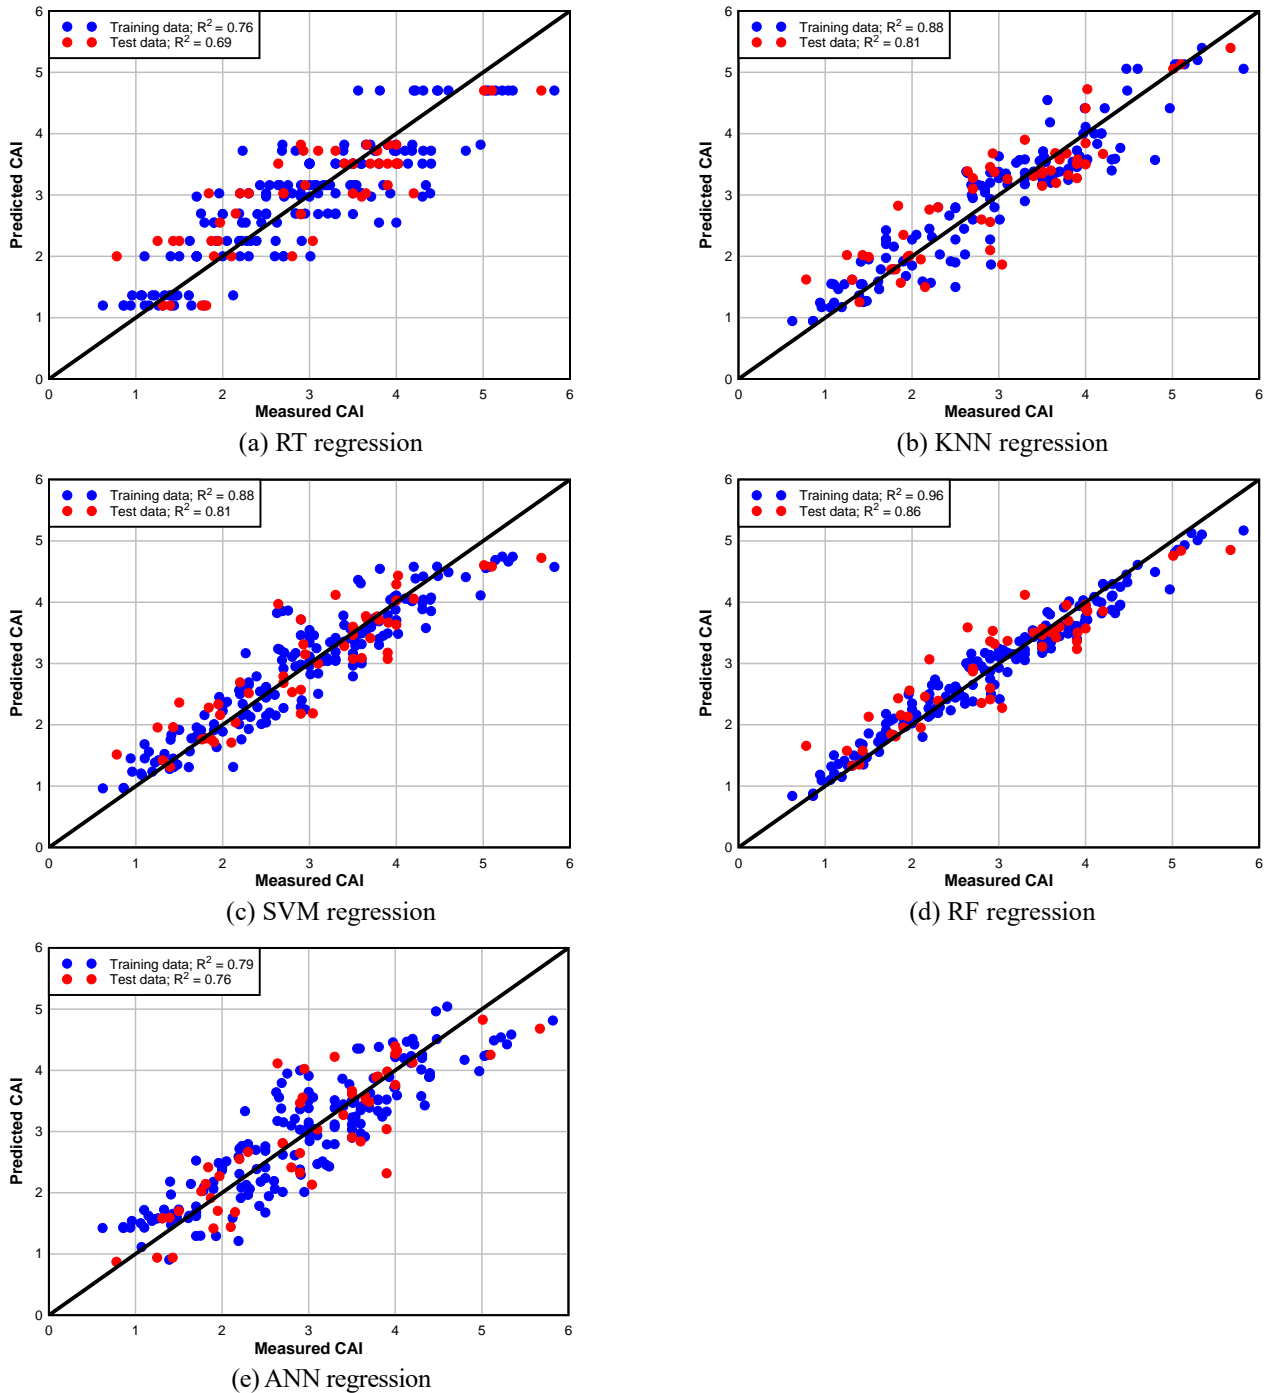 Training data; R² = 0.76
Test data; R² = 0.69
Predicted CAI
6
5
4
3
2
1
0
0 1 2 3 4 5 6
Measured CAI
(a) RT regression
Training data; R² = 0.88
Test data; R² = 0.81
Predicted CAI
6
5
4
3
2
1
0
0 1 2 3 4 5 6
Measured CAI
(b) KNN regression
Training data; R² = 0.88
Test data; R² = 0.81
Predicted CAI
6
5
4
3
2
1
0
0 1 2 3 4 5 6
Measured CAI
(c) SVM regression
Training data; R² = 0.96
Test data; R² = 0.86
Predicted CAI
6
5
4
3
2
1
0
0 1 2 3 4 5 6
Measured CAI
(d) RF regression
Training data; R² = 0.79
Test data; R² = 0.76
Predicted CAI
6
5
4
3
2
1
0
0 1 2 3 4 5 6
Measured CAI
(e) ANN regression